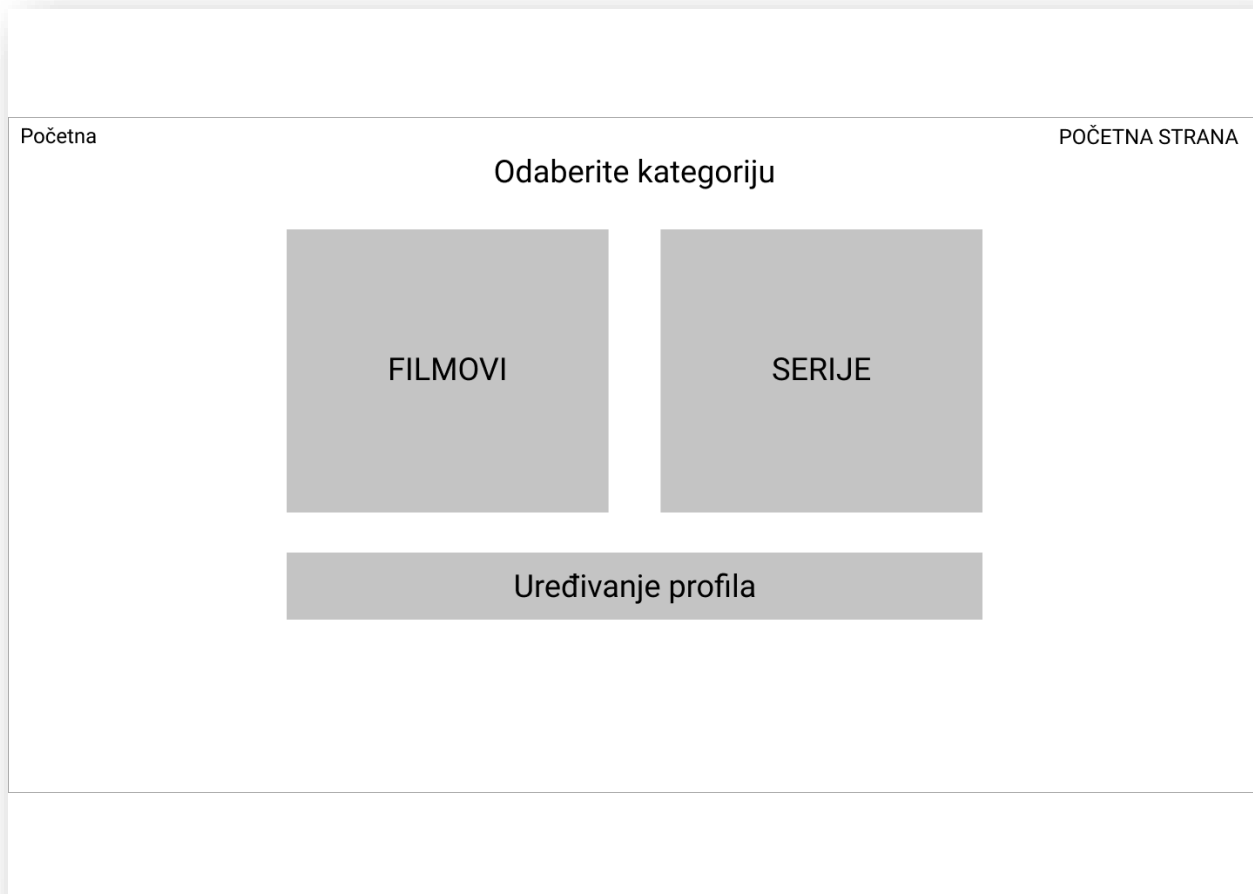 Početna
POČETNA STRANA
Odaberite kategoriju
FILMOVI
SERIJE
Uređivanje profila